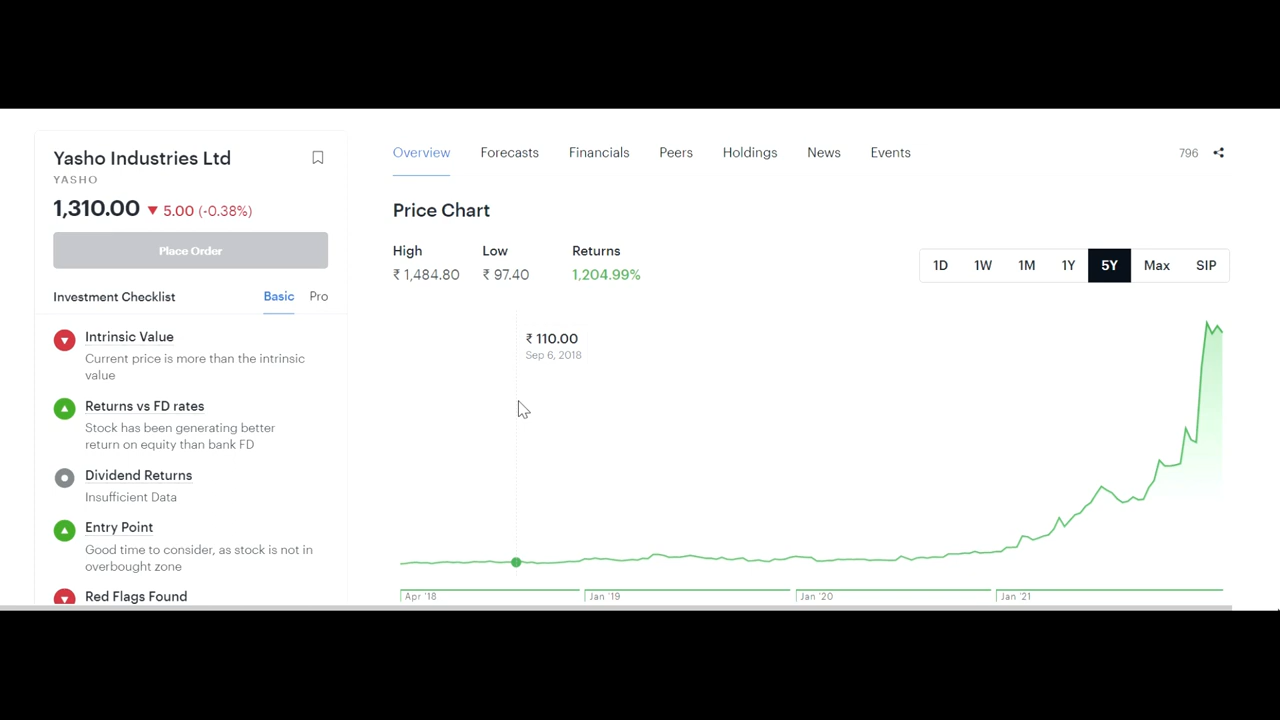 Yasho Industries Ltd
YASHO
1,310.00 ▼ 5.00 (-0.38%)
Place Order
Investment Checklist Basic Pro
Intrinsic Value
Current price is more than the intrinsic
value
Returns vs FD rates
Stock has been generating better
return on equity than bank FD
Dividend Returns
Insufficient Data
Entry Point
Good time to consider, as stock is not in
overbought zone
Red Flags Found
Overview Forecasts Financials Peers Holdings News Events 796
Price Chart
High Low Returns
₹ 1,484.80 ₹ 97.40 1,204.99%
1D 1W 1M 1Y 5Y Max SIP
₹ 110.00
Sep 6, 2018
Apr '18 Jan '19 Jan '20 Jan '21